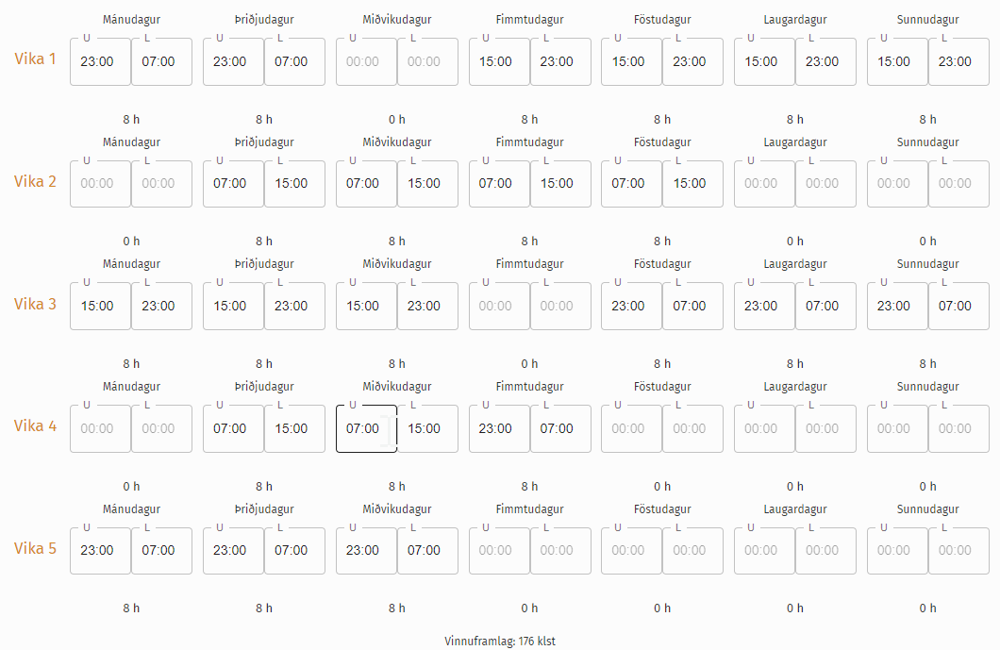 Mánudagur Þriðjudagur Miðvikudagur Fimmtudagur Föstudagur Laugardagur Sunnudagur
U L U L U L U L U L U L U L
Vika 1 23:00 07:00 23:00 07:00 00:00 00:00 15:00 23:00 15:00 23:00 15:00 23:00 15:00 23:00
8 h 8 h 0 h 8 h 8 h 8 h 8 h
Mánudagur Þriðjudagur Miðvikudagur Fimmtudagur Föstudagur Laugardagur Sunnudagur
U L U L U L U L U L U L U L
Vika 2 00:00 00:00 07:00 15:00 07:00 15:00 07:00 15:00 07:00 15:00 00:00 00:00 00:00 00:00
0 h 8 h 8 h 8 h 8 h 0 h 0 h
Mánudagur Þriðjudagur Miðvikudagur Fimmtudagur Föstudagur Laugardagur Sunnudagur
U L U L U L U L U L U L U L
Vika 3 15:00 23:00 15:00 23:00 15:00 23:00 00:00 00:00 23:00 07:00 23:00 07:00 23:00 07:00
8 h 8 h 8 h 0 h 8 h 8 h 8 h
Mánudagur Þriðjudagur Miðvikudagur Fimmtudagur Föstudagur Laugardagur Sunnudagur
U L U L U L U L U L U L U L
Vika 4 00:00 00:00 07:00 15:00 07:00 15:00 23:00 07:00 00:00 00:00 00:00 00:00 00:00 00:00
0 h 8 h 8 h 8 h 0 h 0 h 0 h
Mánudagur Þriðjudagur Miðvikudagur Fimmtudagur Föstudagur Laugardagur Sunnudagur
U L U L U L U L U L U L U L
Vika 5 23:00 07:00 23:00 07:00 23:00 07:00 00:00 00:00 00:00 00:00 00:00 00:00 00:00 00:00
8 h 8 h 8 h 0 h 0 h 0 h 0 h
Vinnuframlag: 176 klst